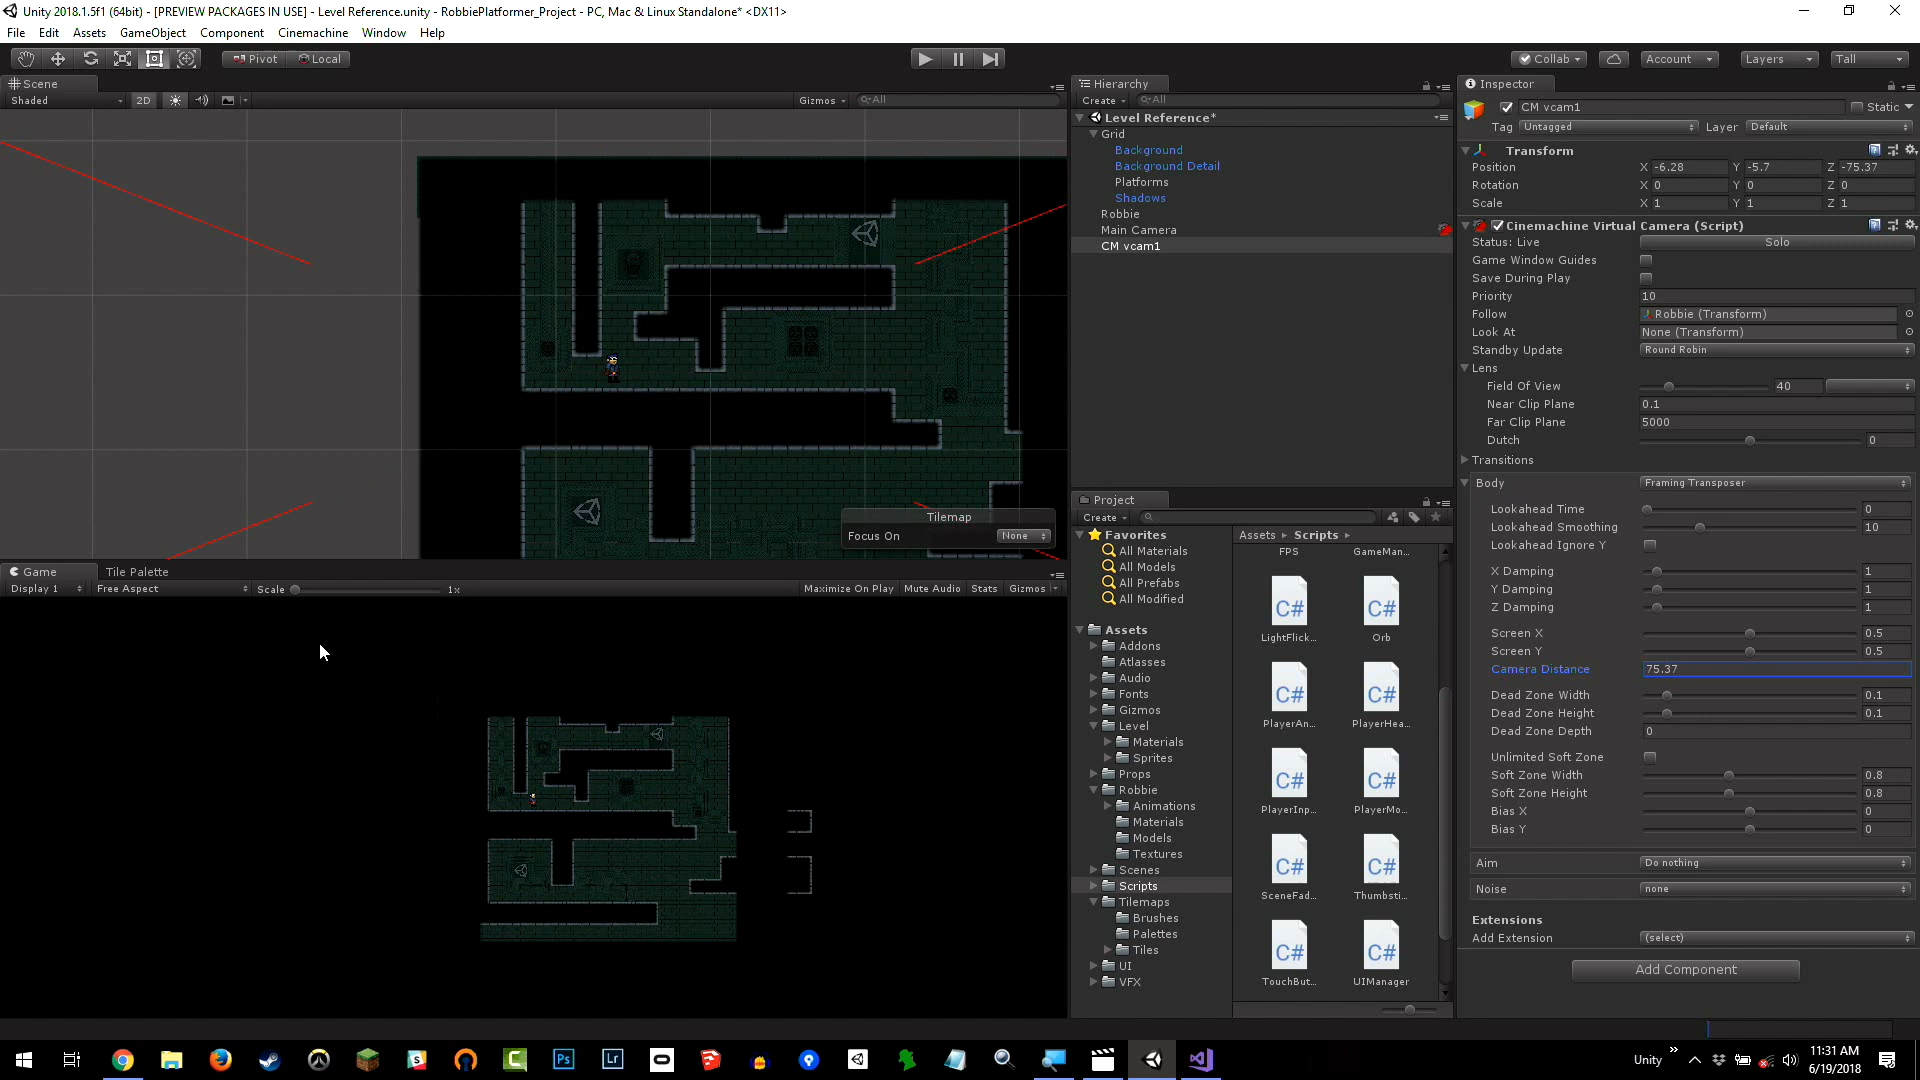 Unity 2018.1.5f1 (64bit) - [PREVIEW PACKAGES IN USE] - Level Reference.unity - RobbiePlatformer_Project - PC, Mac & Linux Standalone* <DX11>
File Edit Assets GameObject Component Cinemachine Window Help
Pivot Local Collab Account Layers Tall
Scene
Shaded 2D Gizmos All
Tilemap
Focus On None
Game Tile Palette
Display 1 Free Aspect Scale 1x Maximize On Play Mute Audio Stats Gizmos
Hierarchy
Create All
Level Reference*
Grid
Background
Background Detail
Platforms
Shadows
Robbie
Main Camera
CM vcam1
Project
Create
Favorites
All Materials
All Models
All Prefabs
All Modified
Assets
Addons
Atlasses
Audio
Fonts
Gizmos
Level
Materials
Sprites
Props
Robbie
Animations
Materials
Models
Textures
Scenes
Scripts
Tilemaps
Brushes
Palettes
Tiles
UI
VFX
Assets Scripts
FPS GameMan...
C# C#
LightFlick... Orb
C# C#
PlayerAn... PlayerHea...
C# C#
PlayerInp... PlayerMo...
C# C#
SceneFad... Thumbsti...
C# C#
TouchBut... UIManager
Inspector
CM vcam1 Static
Tag Untagged Layer Default
Transform
Position X -6.28 Y -5.7 Z -75.37
Rotation X 0 Y 0 Z 0
Scale X 1 Y 1 Z 1
Cinemachine Virtual Camera (Script)
Status: Live Solo
Game Window Guides
Save During Play
Priority 10
Follow Robbie (Transform)
Look At None (Transform)
Standby Update Round Robin
Lens
Field Of View 40
Near Clip Plane 0.1
Far Clip Plane 5000
Dutch 0
Transitions
Body Framing Transposer
Lookahead Time 0
Lookahead Smoothing 10
Lookahead Ignore Y
X Damping 1
Y Damping 1
Z Damping 1
Screen X 0.5
Screen Y 0.5
Camera Distance 75.37
Dead Zone Width 0.1
Dead Zone Height 0.1
Dead Zone Depth 0
Unlimited Soft Zone
Soft Zone Width 0.8
Soft Zone Height 0.8
Bias X 0
Bias Y 0
Aim Do nothing
Noise none
Extensions
Add Extension (select)
Add Component
Ps Lr
Unity
11:31 AM
6/19/2018